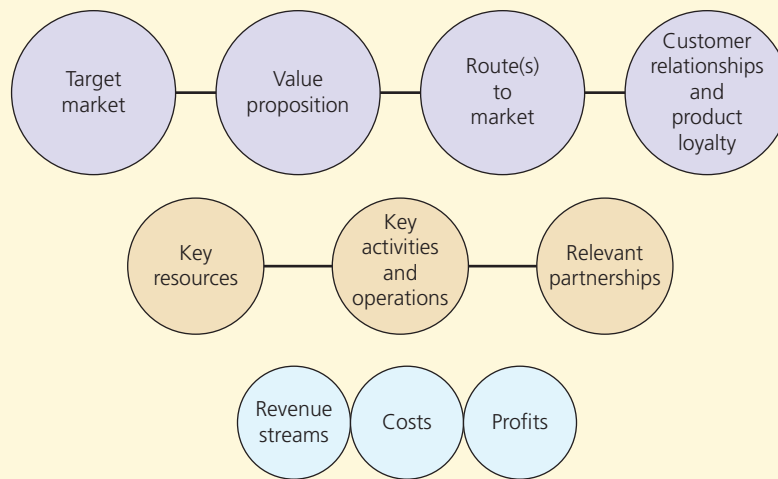 Target
market
Value
proposition
Route(s)
to
market
Customer
relationships
and
product
loyalty
Key
resources
Key
activities
and
operations
Relevant
partnerships
Revenue
streams
Costs
Profits